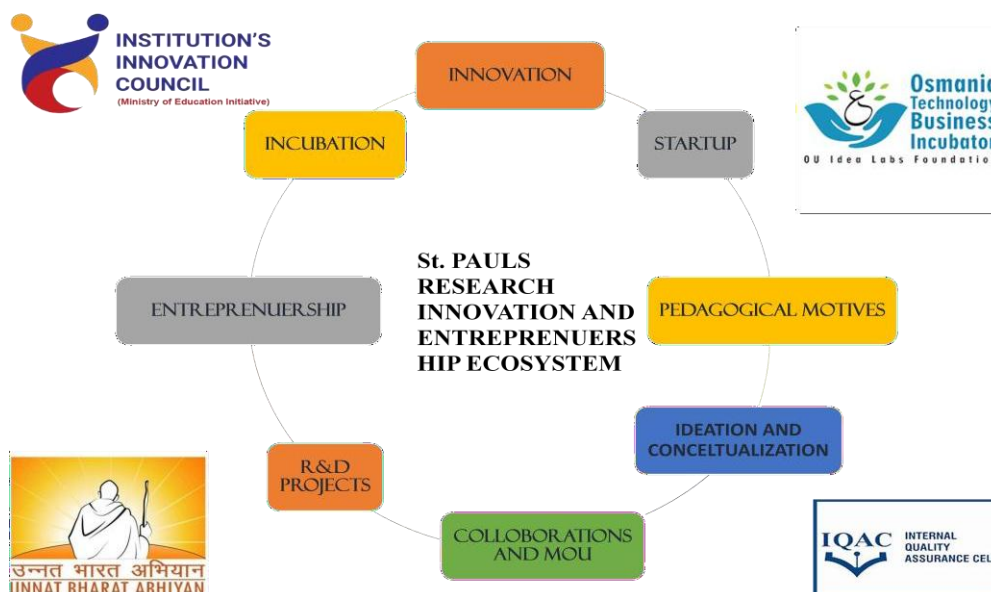 INSTITUTION'S
INNOVATION
COUNCIL
(Ministry of Education Initiative)
INNOVATION
Osmania
Technology
Business
Incubator
OU Idea Labs Foundation
INCUBATION
STARTUP
St. PAULS
RESEARCH
INNOVATION AND
ENTREPRENUERS
HIP ECOSYSTEM
ENTREPRENUERSHIP
PEDAGOGICAL MOTIVES
IDEATION AND
CONCELTUALIZATION
R&D
PROJECTS
COLLOBORATIONS
AND MOU
उन्नत भारत अभियान
UNNAT BHARAT ABHIYAN
IQAC
INTERNAL
QUALITY
ASSURANCE CELL